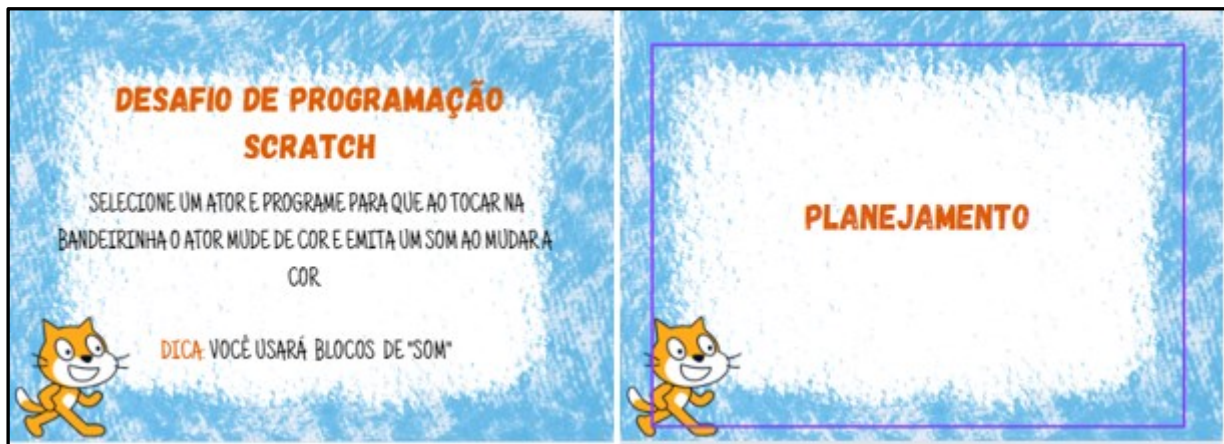 DESAFIO DE PROGRAMAÇÃO
SCRATCH
SELECIONE UM ATOR E PROGRAME PARA QUE AO TOCAR NA
BANDEIRINHA O ATOR MUDE DE COR E EMITA UM SOM AO MUDAR A
COR
DICA: VOCÊ USARÁ BLOCOS DE "SOM"
PLANEJAMENTO